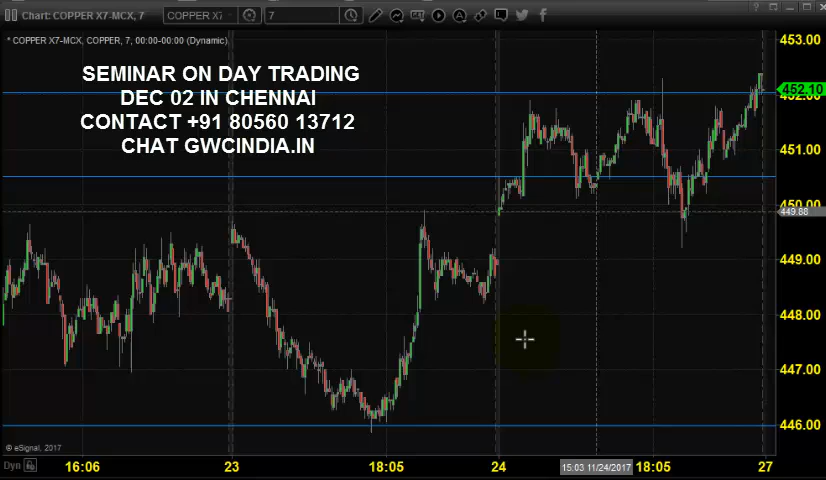 Chart: COPPER X7-MCX, 7
COPPER X7-
7
* COPPER X7-MCX, COPPER, 7, 00:00-00:00 (Dynamic)
SEMINAR ON DAY TRADING
DEC 02 IN CHENNAI
CONTACT +91 80560 13712
CHAT GWCINDIA.IN
453.00
452.10
451.00
450.00
449.88
449.00
448.00
447.00
446.00
© eSignal, 2017
Dyn
16:06
23
18:05
24
15:03 11/24/2017
18:05
27